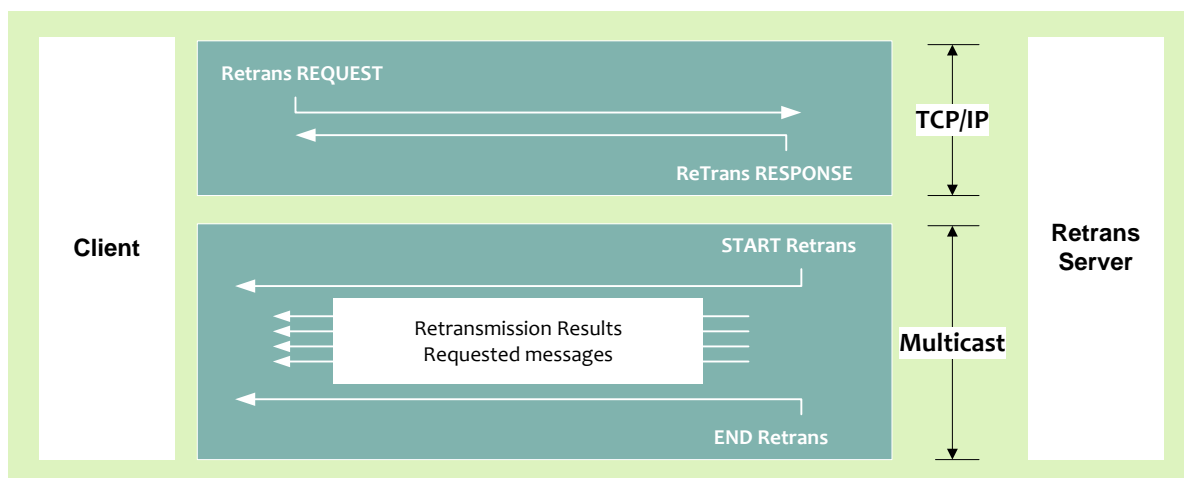 Retrans REQUEST
TCP/IP
ReTrans RESPONSE
Client
START Retrans
Retrans
Server
Retransmission Results
Requested messages
Multicast
END Retrans